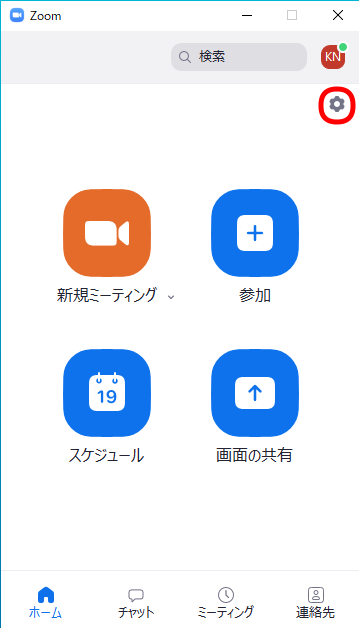 Zoom
検索
KN
新規ミーティング
参加
19
スケジュール
画面の共有
ホーム
チャット
ミーティング
連絡先